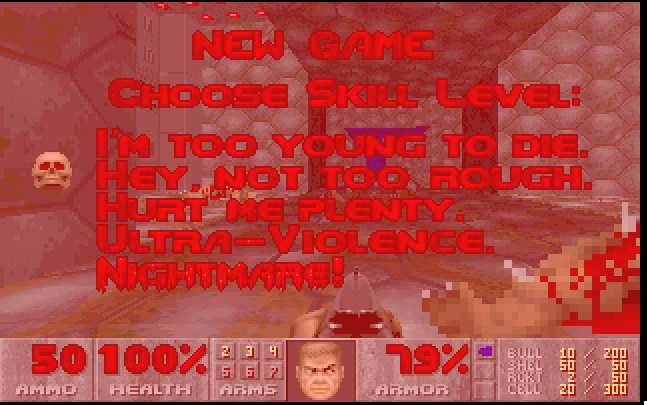 NEW GAME
CHOOSE SKILL LEVEL:
I'M TOO YOUNG TO DIE.
HEY, NOT TOO ROUGH.
HURT ME PLENTY.
ULTRA-VIOLENCE.
NIGHTMARE!
50 100% 2 3 4 79% BULL 10 / 200
5 6 7 SHEL 50 / 50
RCKT 2 / 50
AMMO HEALTH ARMS ARMOR CELL 20 / 300